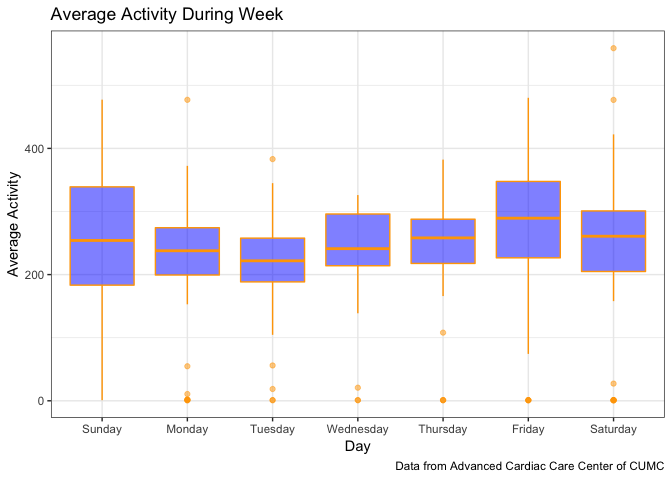 Average Activity During Week
Average Activity
400
200
0
Sunday Monday Tuesday Wednesday Thursday Friday Saturday
Day
Data from Advanced Cardiac Care Center of CUMC